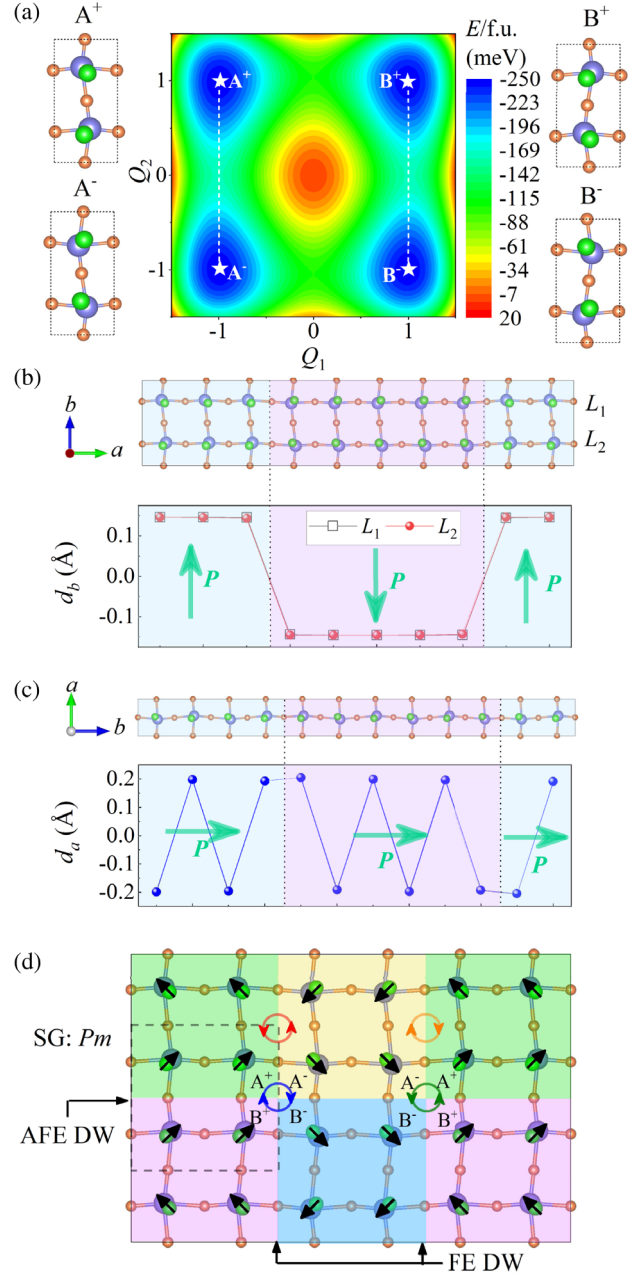 (a)
A⁺
A⁻
B⁺
B⁻
E/f.u.
(meV)
-250
-223
-196
-169
-142
-115
-88
-61
-34
-7
20
A⁺
B⁺
A⁻
B⁻
Q₂
1
0
-1
-1
0
1
Q₁
(b)
b
a
L₁
L₂
d_b (Å)
0.1
0.0
-0.1
L₁
L₂
P
P
P
(c)
a
b
d_a (Å)
0.2
0.1
0.0
-0.1
-0.2
P
P
P
(d)
SG: Pm
A⁺ A⁻
B⁺ B⁻
A⁻ A⁺
B⁻ B⁺
AFE DW
FE DW